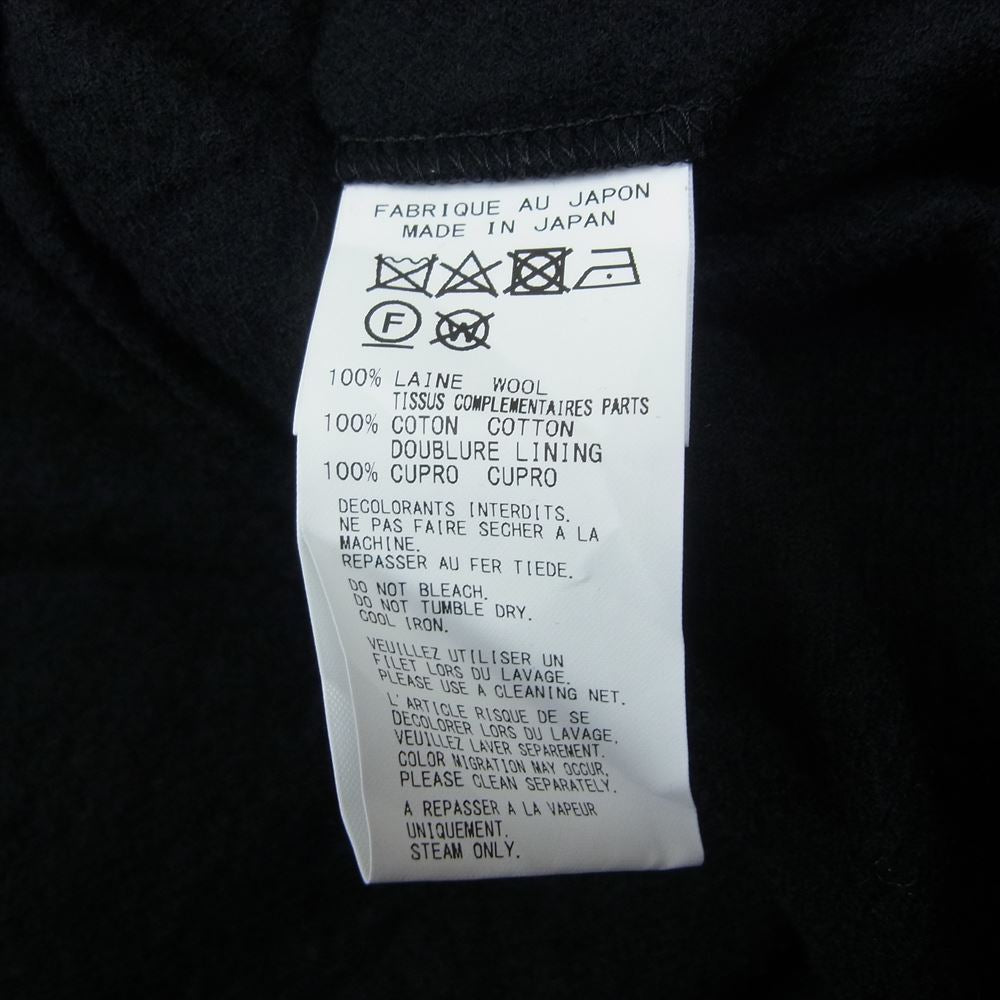 FABRIQUE AU JAPON
MADE IN JAPAN
F W
100% LAINE WOOL
TISSUS COMPLEMENTAIRES PARTS
100% COTON COTTON
DOUBLURE LINING
100% CUPRO CUPRO
DECOLORANTS INTERDITS.
NE PAS FAIRE SECHER A LA
MACHINE.
REPASSER AU FER TIEDE.
DO NOT BLEACH.
DO NOT TUMBLE DRY.
COOL IRON.
VEUILLEZ UTILISER UN
FILET LORS DU LAVAGE.
PLEASE USE A CLEANING NET.
L'ARTICLE RISQUE DE SE
DECOLORER LORS DU LAVAGE.
VEUILLEZ LAVER SEPAREMENT.
COLOR MIGRATION MAY OCCUR.
PLEASE CLEAN SEPARATELY.
A REPASSER A LA VAPEUR
UNIQUEMENT.
STEAM ONLY.